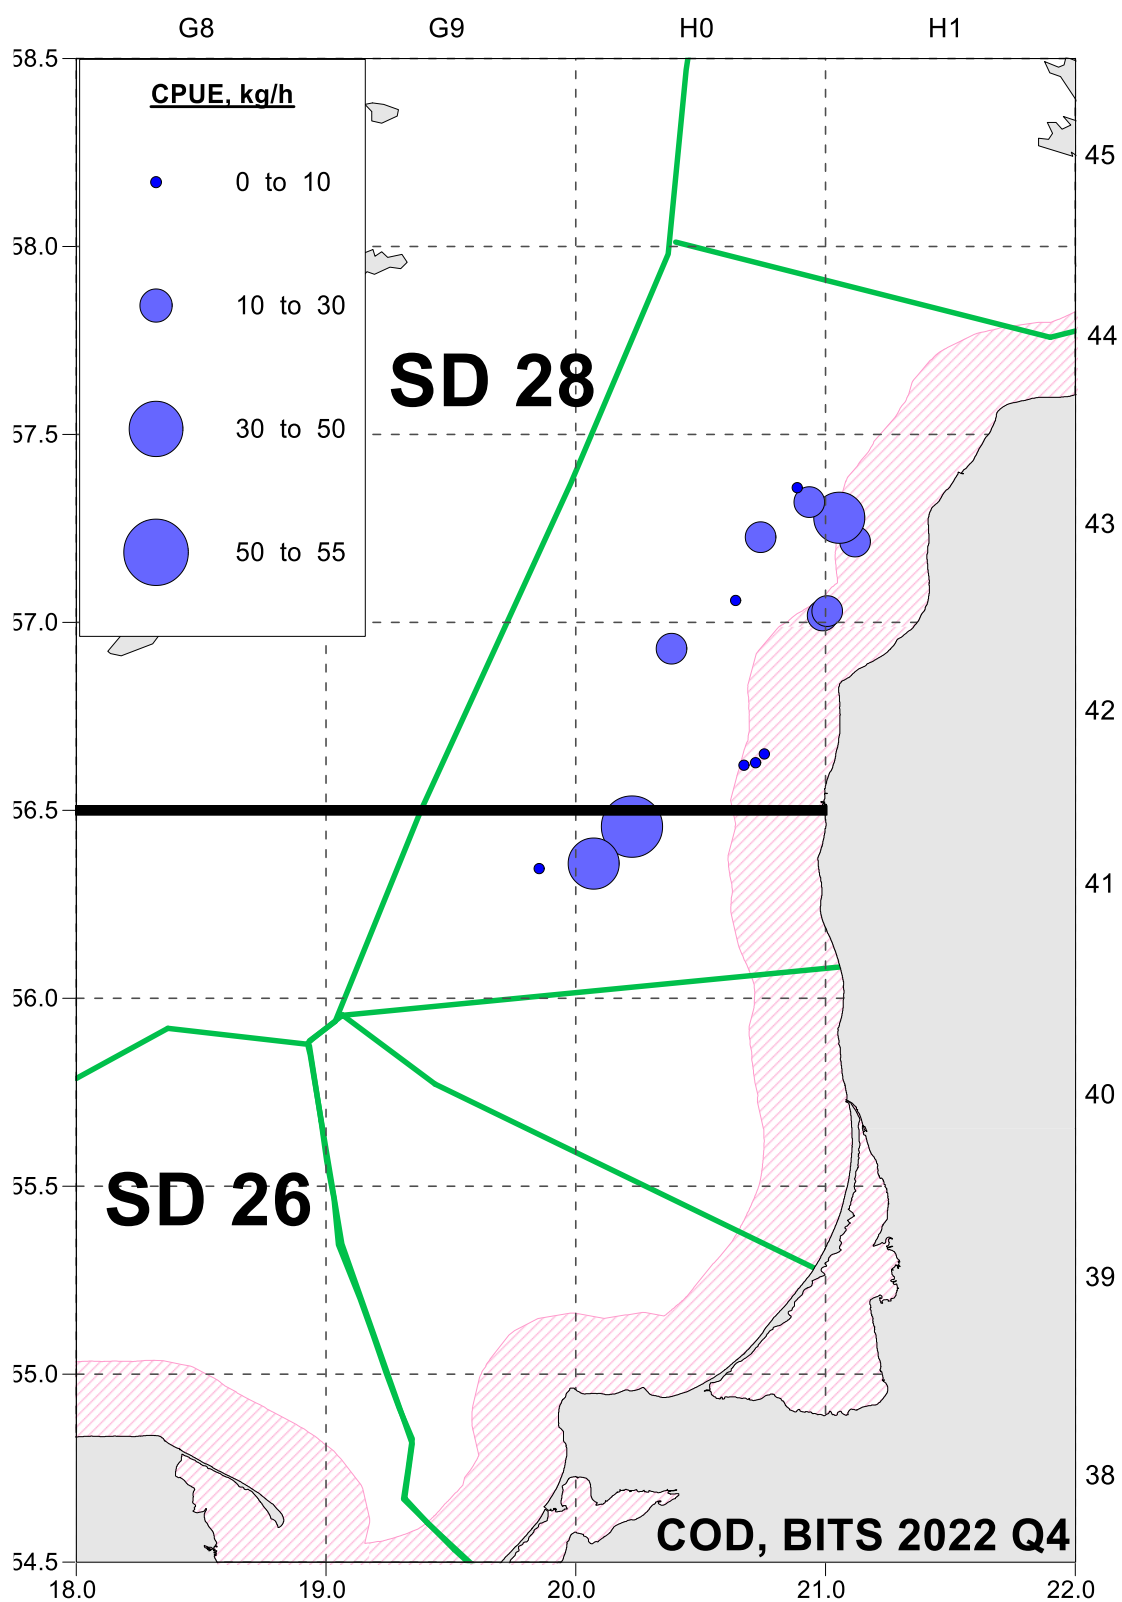 G8 G9 H0 H1
58.5
CPUE, kg/h
45
0 to 10
58.0
10 to 30
44
SD 28
30 to 50
57.5
43
50 to 55
57.0
42
56.5
41
56.0
40
SD 26
55.5
39
55.0
38
COD, BITS 2022 Q4
54.5
18.0 19.0 20.0 21.0 22.0